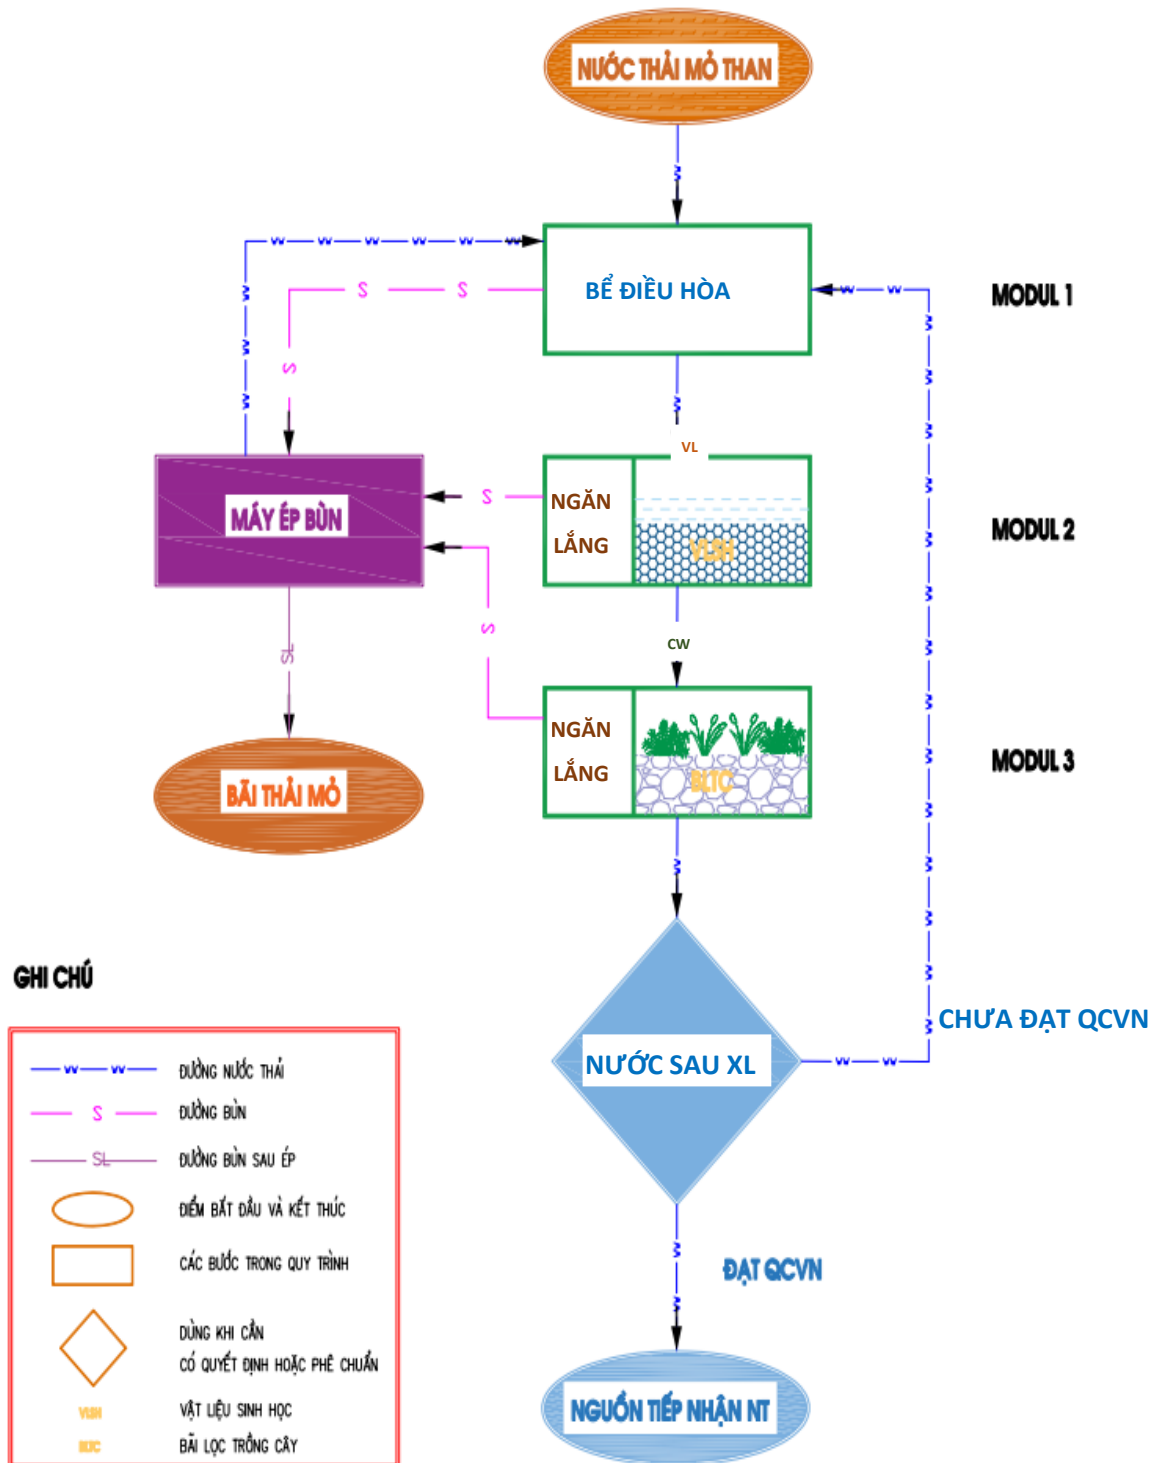 NƯỚC THẢI MỎ THAN
W
W
W
W
W
W
W
S
S
BỂ ĐIỀU HÒA
W
W
MODUL 1
W
W
S
W
W
W
VL
MÁY ÉP BÙN
S
NGĂN
LẮNG
VLSH
MODUL 2
S
CW
SL
NGĂN
LẮNG
BLTC
MODUL 3
BÃI THẢI MỎ
W
GHI CHÚ
CHƯA ĐẠT QCVN
NƯỚC SAU XL
W
W
W
W
ĐẠT QCVN
NGUỒN TIẾP NHẬN NT
W
W
ĐƯỜNG NƯỚC THẢI
S
ĐƯỜNG BÙN
SL
ĐƯỜNG BÙN SAU ÉP
ĐIỂM BẮT ĐẦU VÀ KẾT THÚC
CÁC BƯỚC TRONG QUY TRÌNH
DÙNG KHI CẦN
CÓ QUYẾT ĐỊNH HOẶC PHÊ CHUẨN
VLSH
VẬT LIỆU SINH HỌC
BLTC
BÃI LỌC TRỒNG CÂY